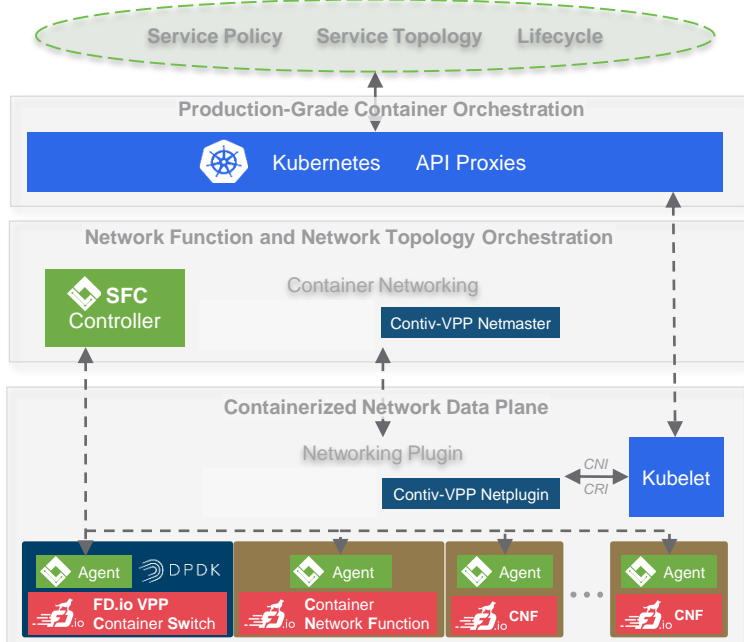 Service Policy Service Topology Lifecycle
Production-Grade Container Orchestration
Kubernetes API Proxies
Network Function and Network Topology Orchestration
SFC
Controller
Container Networking
Contiv-VPP Netmaster
Containerized Network Data Plane
Networking Plugin
Contiv-VPP Netplugin
CNI
CRI
Kubelet
Agent DPDK
FD.io VPP
Container Switch
.io
Agent
Container
Network Function
.io
Agent
.io CNF
...
Agent
.io CNF